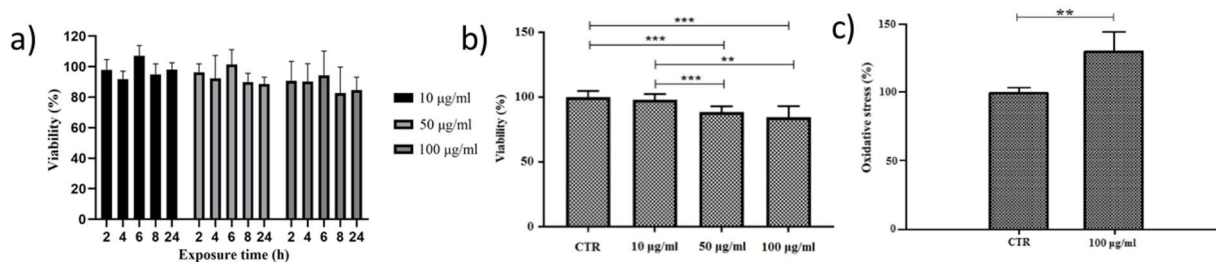 a)
Viability (%)
120
100
80
60
40
20
0
2 4 6 8 24 2 4 6 8 24 2 4 6 8 24
Exposure time (h)
10 µg/ml
50 µg/ml
100 µg/ml
b)
Viability (%)
150
100
50
0
***
***
**
***
CTR 10 µg/ml 50 µg/ml 100 µg/ml
c)
Oxidative stress (%)
150
100
50
0
**
CTR 100 µg/ml